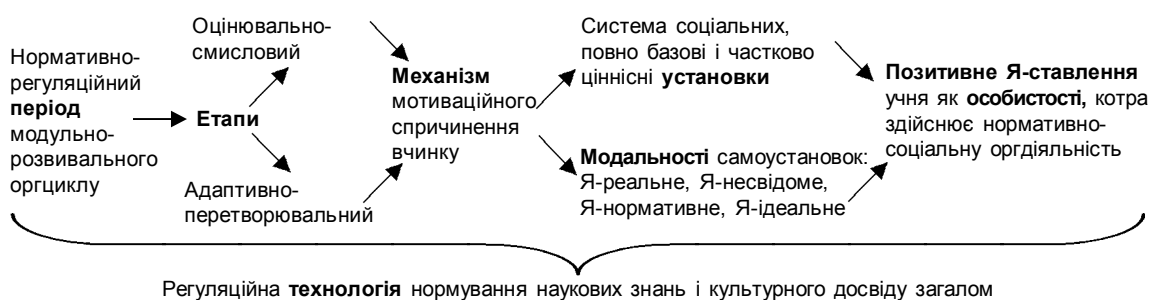 Нормативно-
регуляційний
період
модульно-
розвивального
оргциклу
Етапи
Оцінювально-
смисловий
Адаптивно-
перетворювальний
Механізм
мотиваційного
спричинення
вчинку
Система соціальних,
повно базові і частково
ціннісні установки
Модальності самоустановок:
Я-реальне, Я-несвідоме,
Я-нормативне, Я-ідеальне
Позитивне Я-ставлення
учня як особистості, котра
здійснює нормативно-
соціальну оргдіяльність
Регуляційна технологія нормування наукових знань і культурного досвіду загалом